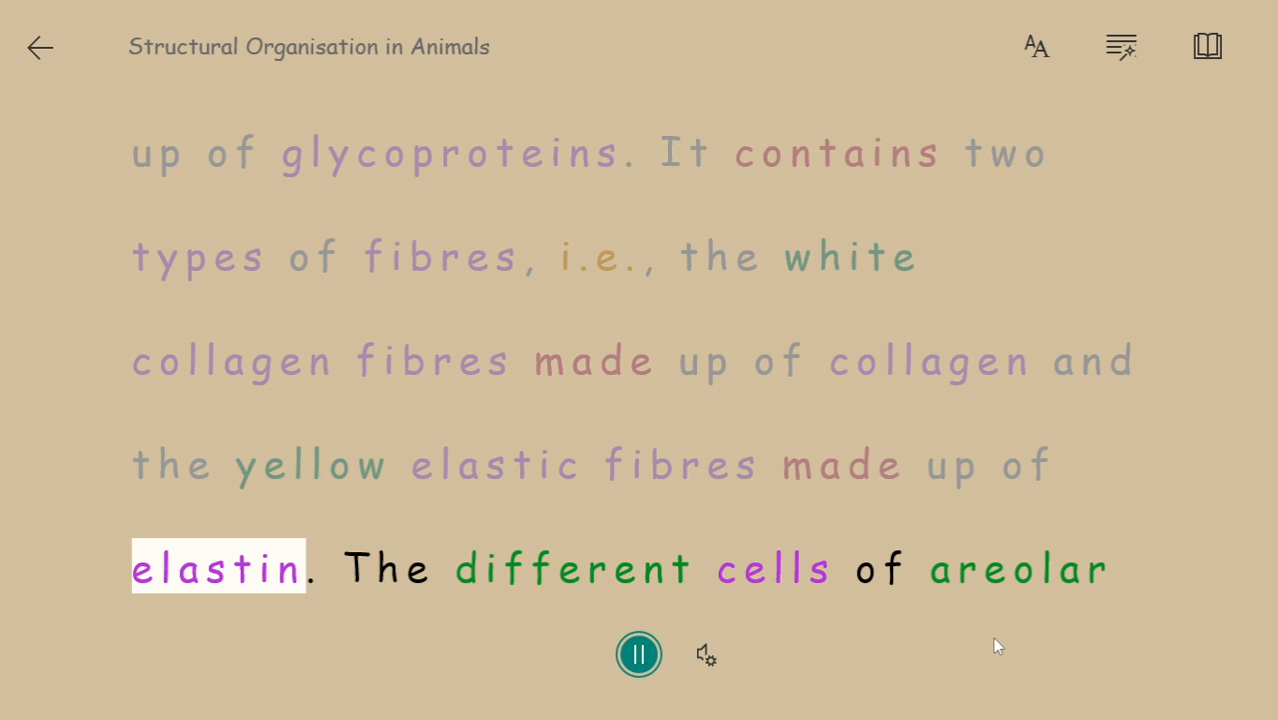 Structural Organisation in Animals
up of glycoproteins. It contains two
types of fibres, i.e., the white
collagen fibres made up of collagen and
the yellow elastic fibres made up of
elastin. The different cells of areolar